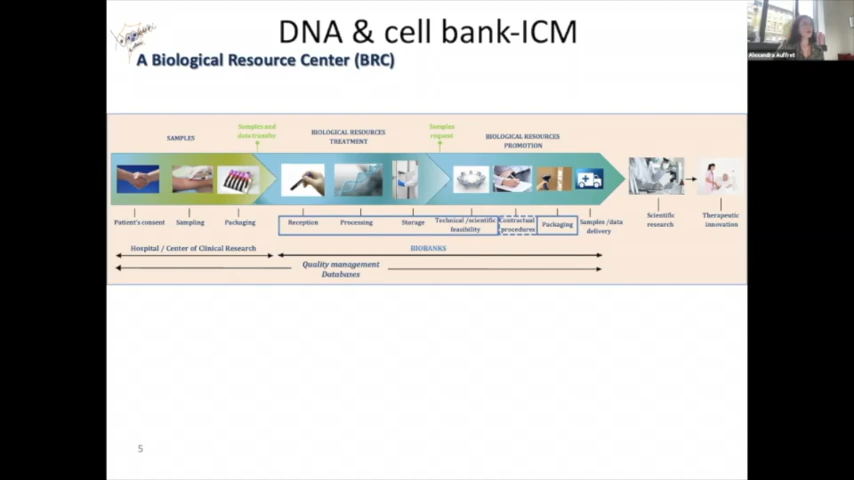 DNA & cell bank-ICM
A Biological Resource Center (BRC)
Alexandra Auffret
SAMPLES
Samples and
data transfer
BIOLOGICAL RESOURCES
TREATMENT
Samples
request
BIOLOGICAL RESOURCES
PROMOTION
Patient's consent
Sampling
Packaging
Reception
Processing
Storage
Technical /scientific
feasibility
Contractual
procedures
Packaging
Samples /data
delivery
Scientific
research
Therapeutic
innovation
Hospital / Center of Clinical Research
BIOBANKS
Quality management
Databases
5